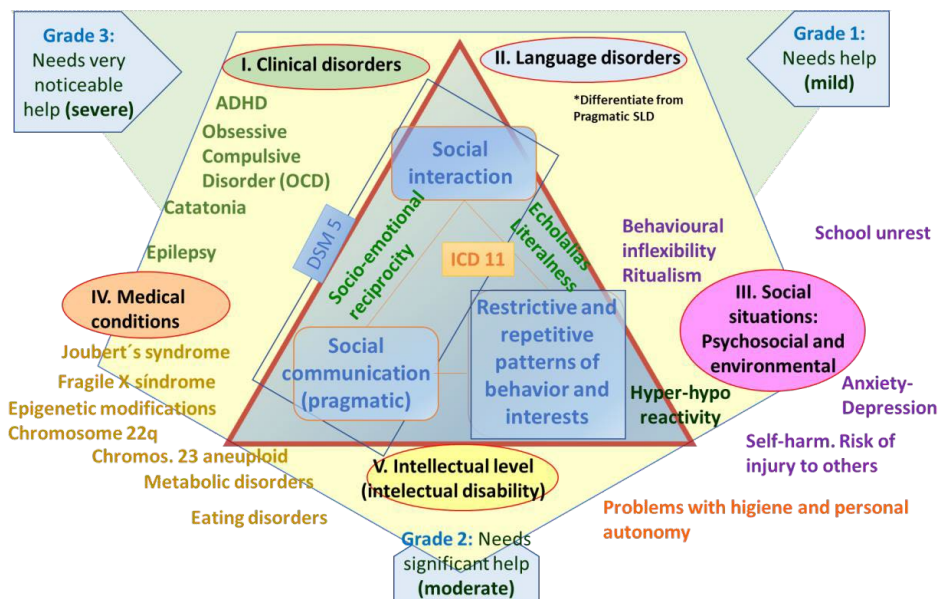 Grade 3:
Needs very
noticeable
help (severe)
I. Clinical disorders
II. Language disorders
Grade 1:
Needs help
(mild)
*Differentiate from
Pragmatic SLD
ADHD
Obsessive
Compulsive
Disorder (OCD)
Catatonia
Epilepsy
Social
interaction
DSM 5
Socio-emotional
reciprocity
ICD 11
Echolalias
Literalness
Behavioural
inflexibility
Ritualism
School unrest
IV. Medical
conditions
III. Social
situations:
Psychosocial and
environmental
Restrictive and
repetitive
patterns of
behavior and
interests
Social
communication
(pragmatic)
Hyper-hypo
reactivity
Joubert´s syndrome
Fragile X síndrome
Epigenetic modifications
Chromosome 22q
Chromos. 23 aneuploid
Metabolic disorders
Eating disorders
Anxiety-
Depression
Self-harm. Risk of
injury to others
V. Intellectual level
(intelectual disability)
Problems with higiene and personal
autonomy
Grade 2: Needs
significant help
(moderate)